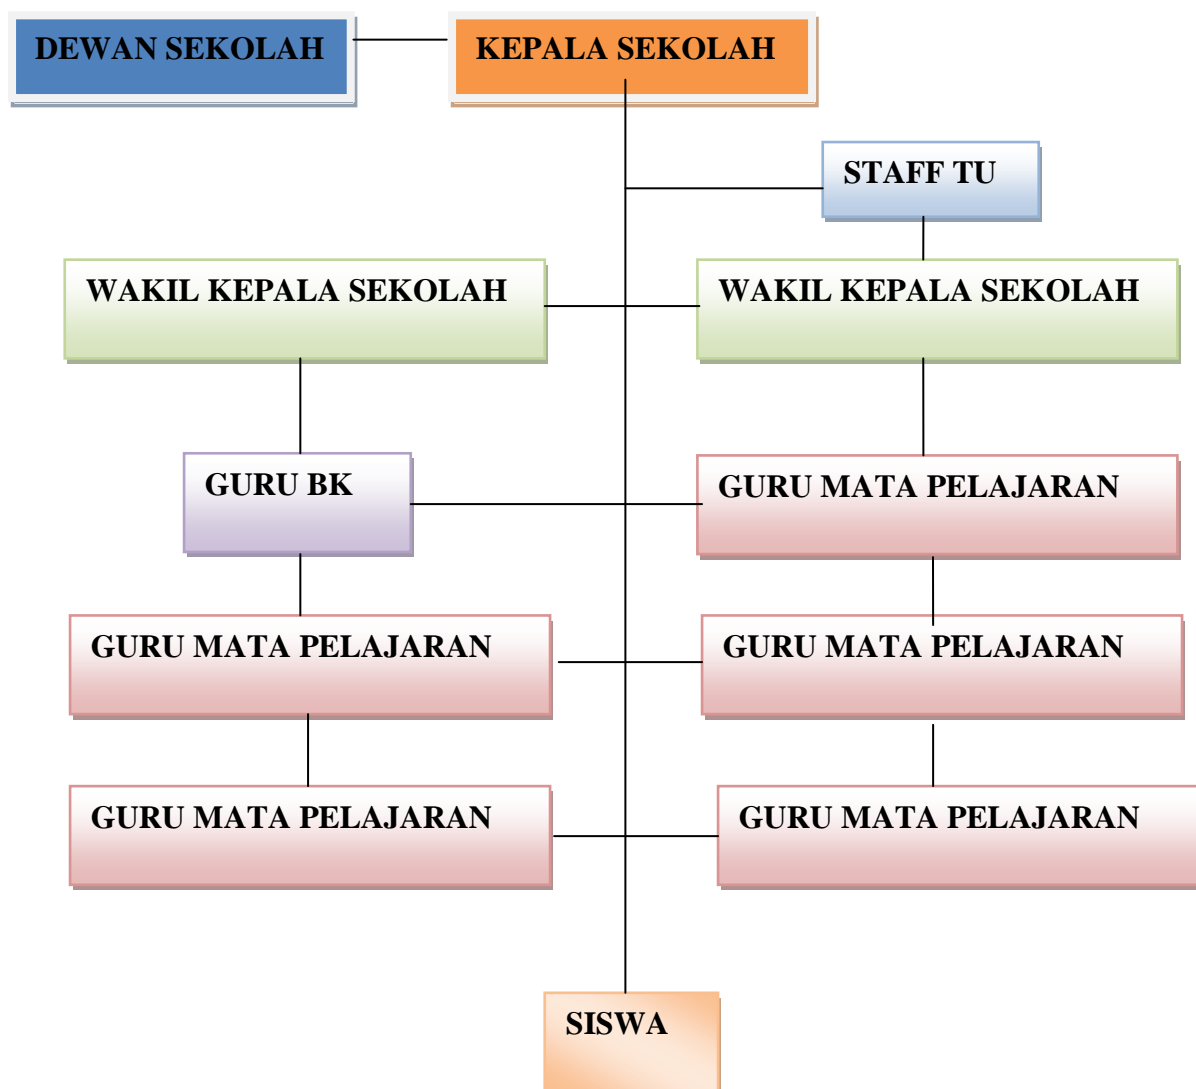 DEWAN SEKOLAH
KEPALA SEKOLAH
STAFF TU
WAKIL KEPALA SEKOLAH
WAKIL KEPALA SEKOLAH
GURU BK
GURU MATA PELAJARAN
GURU MATA PELAJARAN
GURU MATA PELAJARAN
GURU MATA PELAJARAN
GURU MATA PELAJARAN
SISWA